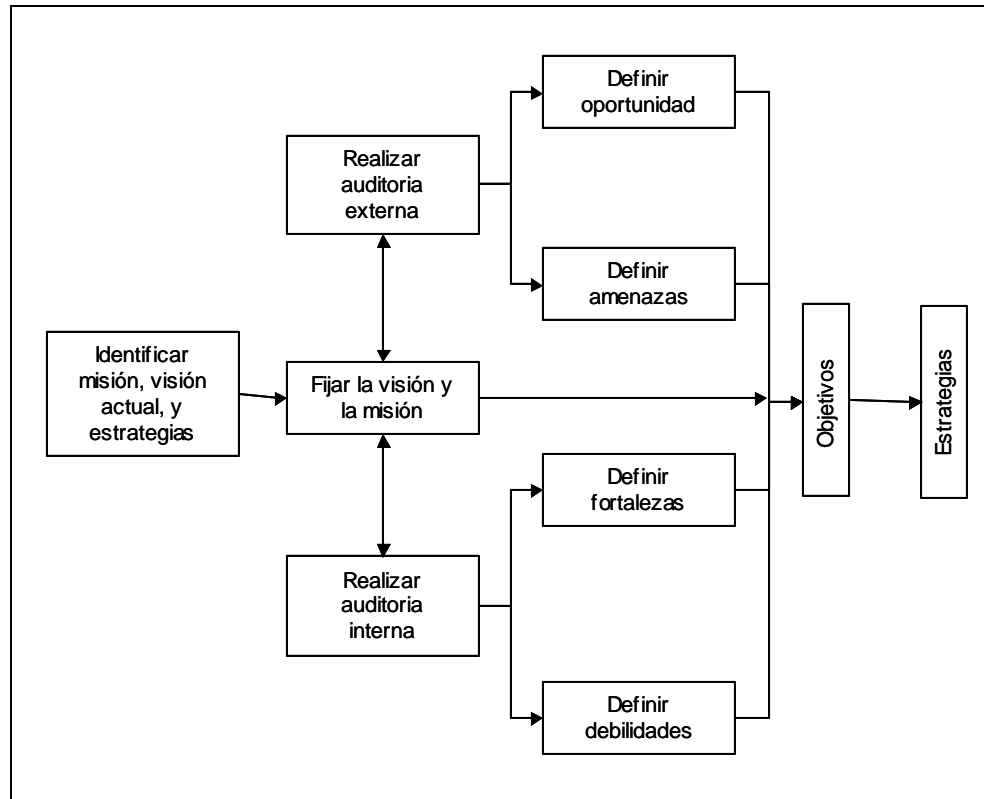 Definir
oportunidad
Realizar
auditoria
externa
Definir
amenazas
Identificar
misión, visión
actual, y
estrategias
Fijar la visión y
la misión
Objetivos
Estrategias
Definir
fortalezas
Realizar
auditoria
interna
Definir
debilidades